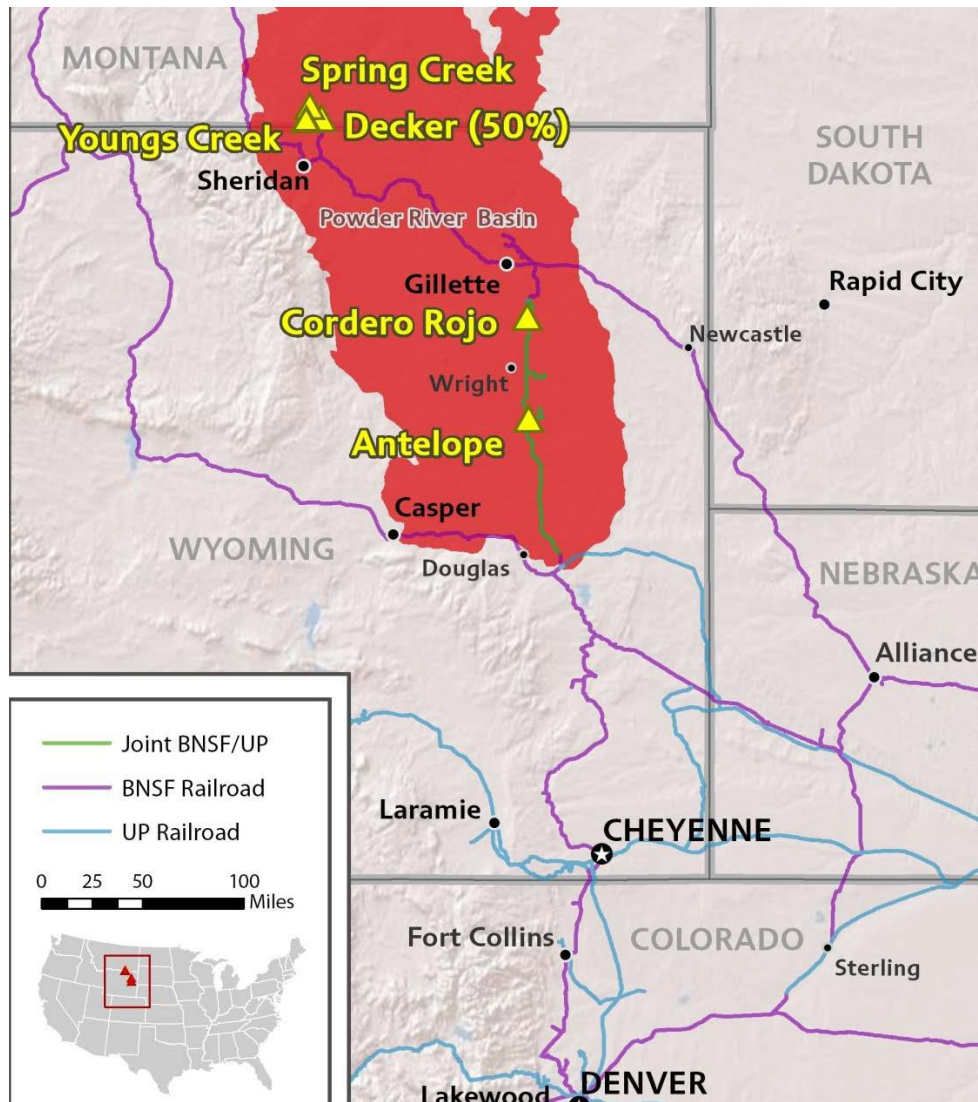 MONTANA
Spring Creek
Youngs Creek
Decker (50%)
Sheridan
SOUTH
DAKOTA
Powder River Basin
Gillette
Rapid City
Cordero Rojo
Newcastle
Wright
Antelope
Casper
WYOMING
Douglas
NEBRASKA
Alliance
Joint BNSF/UP
BNSF Railroad
UP Railroad
Laramie
CHEYENNE
0 25 50 100
Miles
Fort Collins
COLORADO
Sterling
Lakewood
DENVER